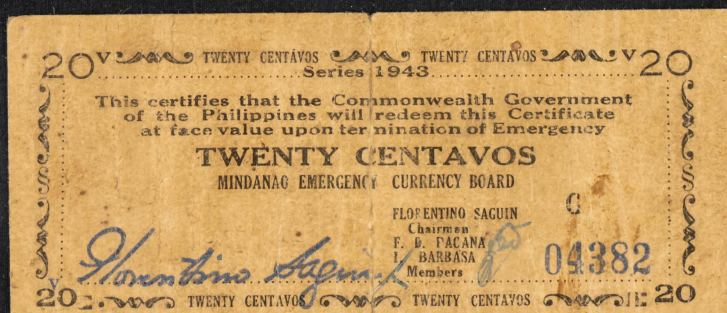 20 V TWENTY CENTAVOS TWENTY CENTAVOS V 20
Series 1943
This certifies that the Commonwealth Government
of the Philippines will redeem this Certificate
at face value upon termination of Emergency
TWENTY CENTAVOS
MINDANAO EMERGENCY CURRENCY BOARD
FLORENTINO SAGUIN C
Chairman
F. D. PACANA
I. BARBASA
Members
04382
Florentino Saguin
20 TWENTY CENTAVOS TWENTY CENTAVOS 20